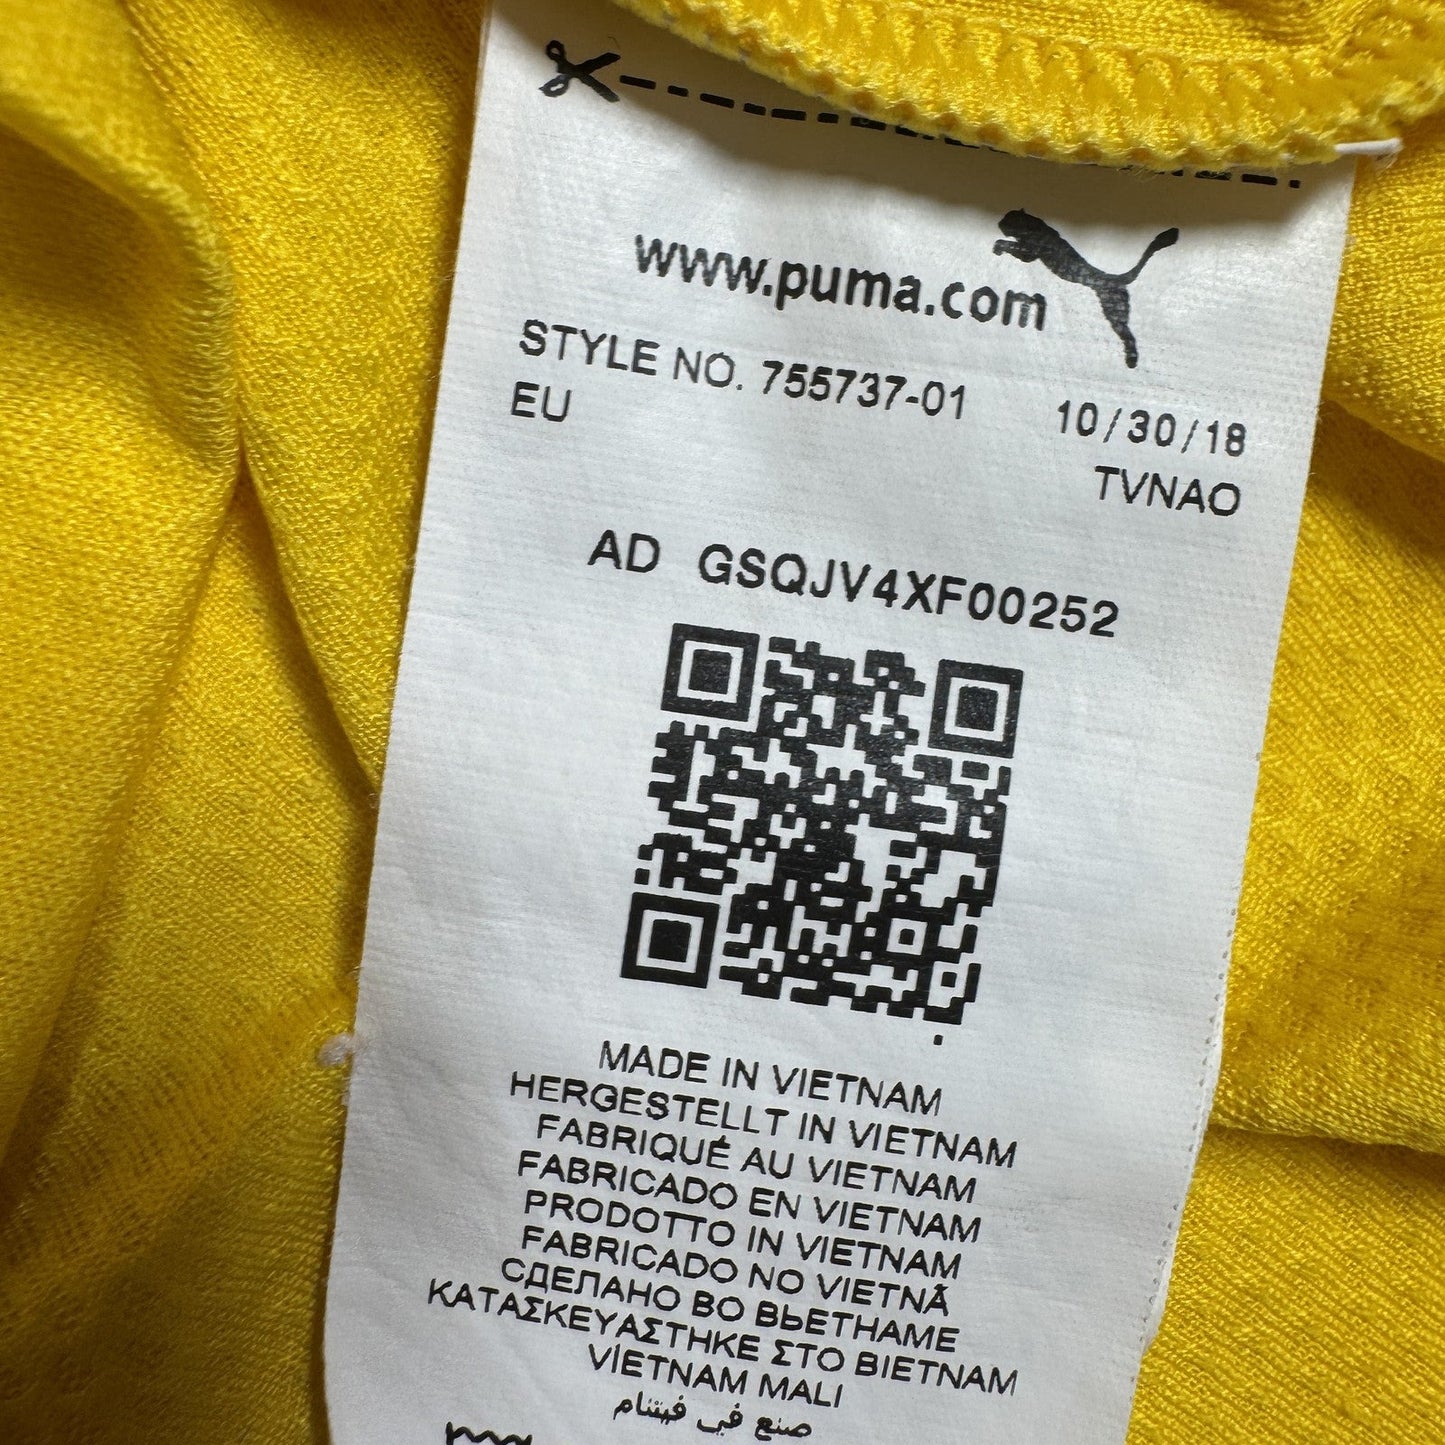 www.puma.com
STYLE NO. 755737-01 10/30/18
EU TVNAO
AD GSQJV4XF00252
MADE IN VIETNAM
HERGESTELLT IN VIETNAM
FABRIQUÉ AU VIETNAM
FABRICADO EN VIETNAM
PRODOTTO IN VIETNAM
FABRICADO NO VIETNÃ
СДЕЛАНО ВО ВЬЕТНАМЕ
ΚΑΤΑΣΚΕΥΑΣΤΗΚΕ ΣΤΟ ΒΙΕΤΝΑΜ
VİETNAM MALI
صنع في فيتنام